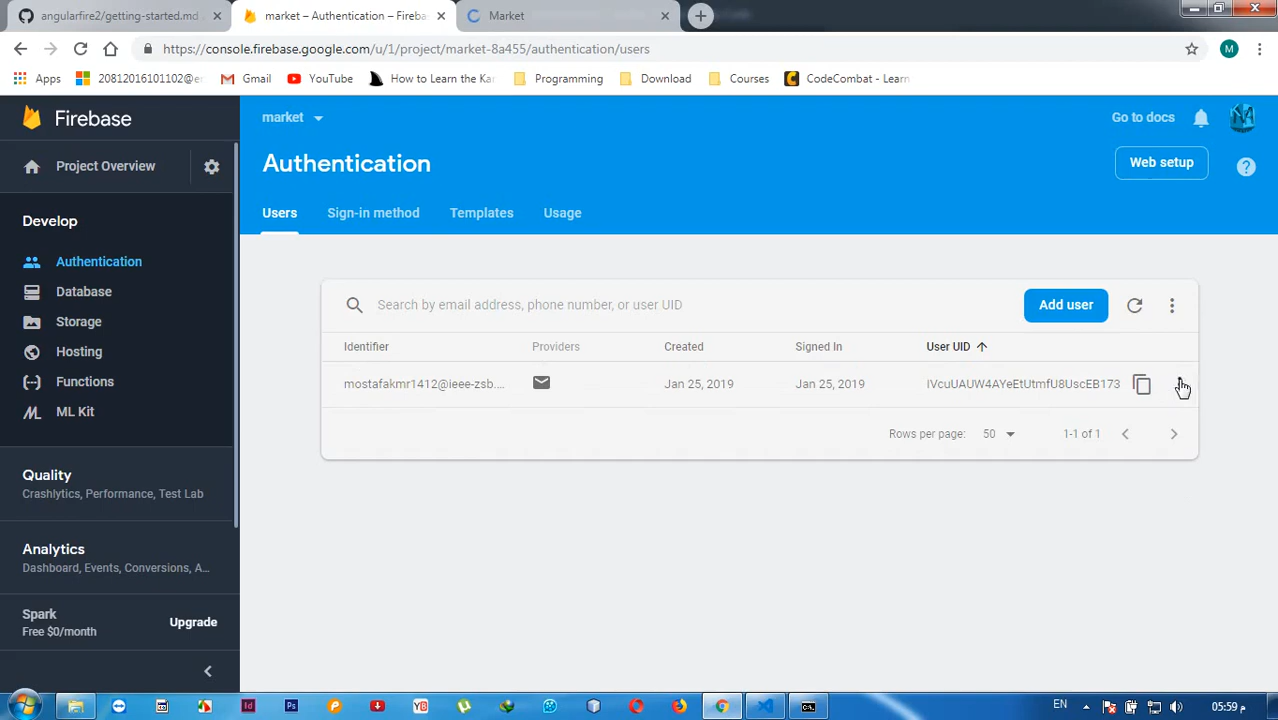 angularfire2/getting-started.md
market – Authentication – Fireba
Market
https://console.firebase.google.com/u/1/project/market-8a455/authentication/users
M
Apps
20812016101102@e
Gmail
YouTube
How to Learn the Kar
Programming
Download
Courses
CodeCombat - Learn
Firebase
market
Go to docs
Project Overview
Authentication
Web setup
?
Develop
Users
Sign-in method
Templates
Usage
Authentication
Database
Storage
Hosting
Functions
ML Kit
Search by email address, phone number, or user UID
Add user
Identifier
Providers
Created
Signed In
User UID
mostafakmr1412@ieee-zsb....
Jan 25, 2019
Jan 25, 2019
IVcuUAUW4AYeEtUtmfU8UscEB173
Rows per page:
50
1-1 of 1
Quality
Crashlytics, Performance, Test Lab
Analytics
Dashboard, Events, Conversions, A...
Spark
Free $0/month
Upgrade
Id
Ps
P
YB
EN
05:59 م